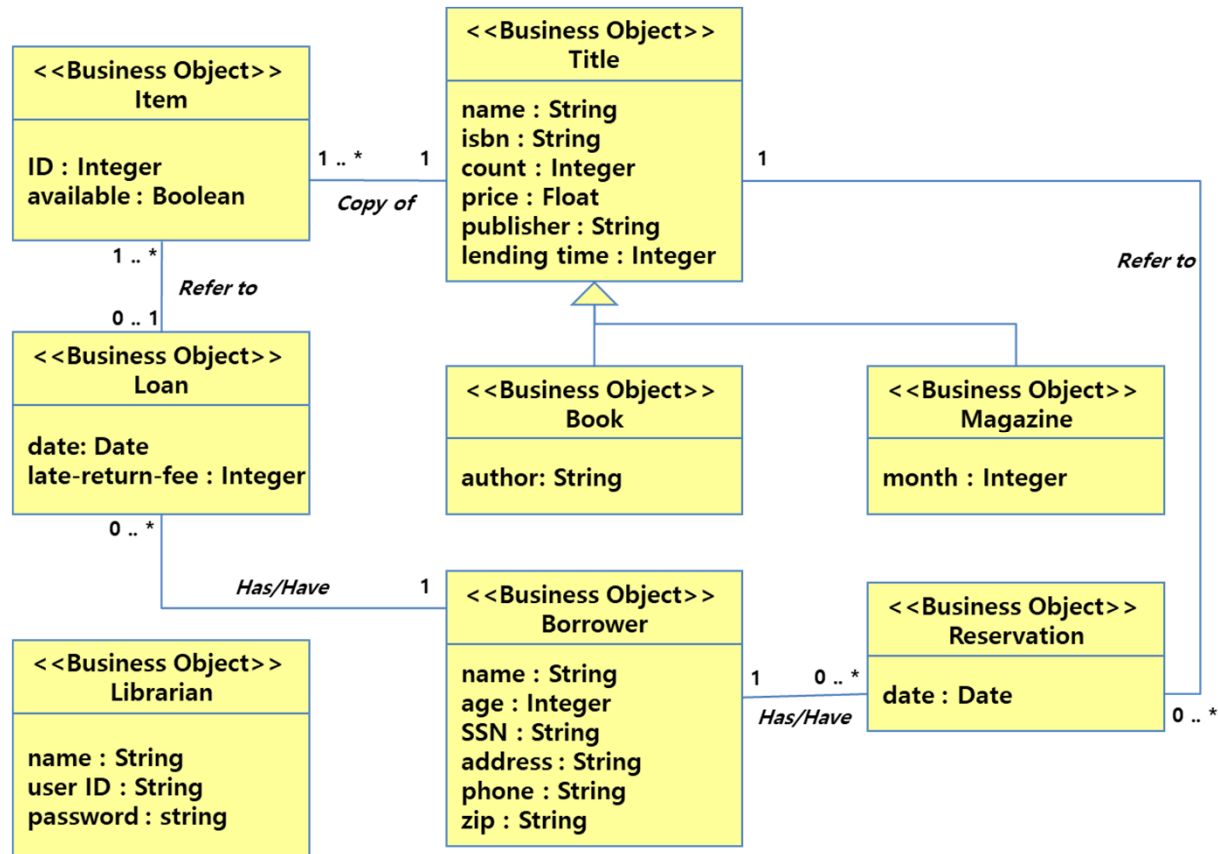 <<Business Object>>
Item
ID : Integer
available : Boolean
1 .. *
1
Copy of
<<Business Object>>
Title
name : String
isbn : String
count : Integer
price : Float
publisher : String
lending time : Integer
1
Refer to
1 .. *
Refer to
0 .. 1
<<Business Object>>
Loan
date: Date
late-return-fee : Integer
<<Business Object>>
Book
author: String
<<Business Object>>
Magazine
month : Integer
0 .. *
Has/Have
1
<<Business Object>>
Librarian
name : String
user ID : String
password : string
<<Business Object>>
Borrower
name : String
age : Integer
SSN : String
address : String
phone : String
zip : String
1
0 .. *
Has/Have
<<Business Object>>
Reservation
date : Date
0 .. *